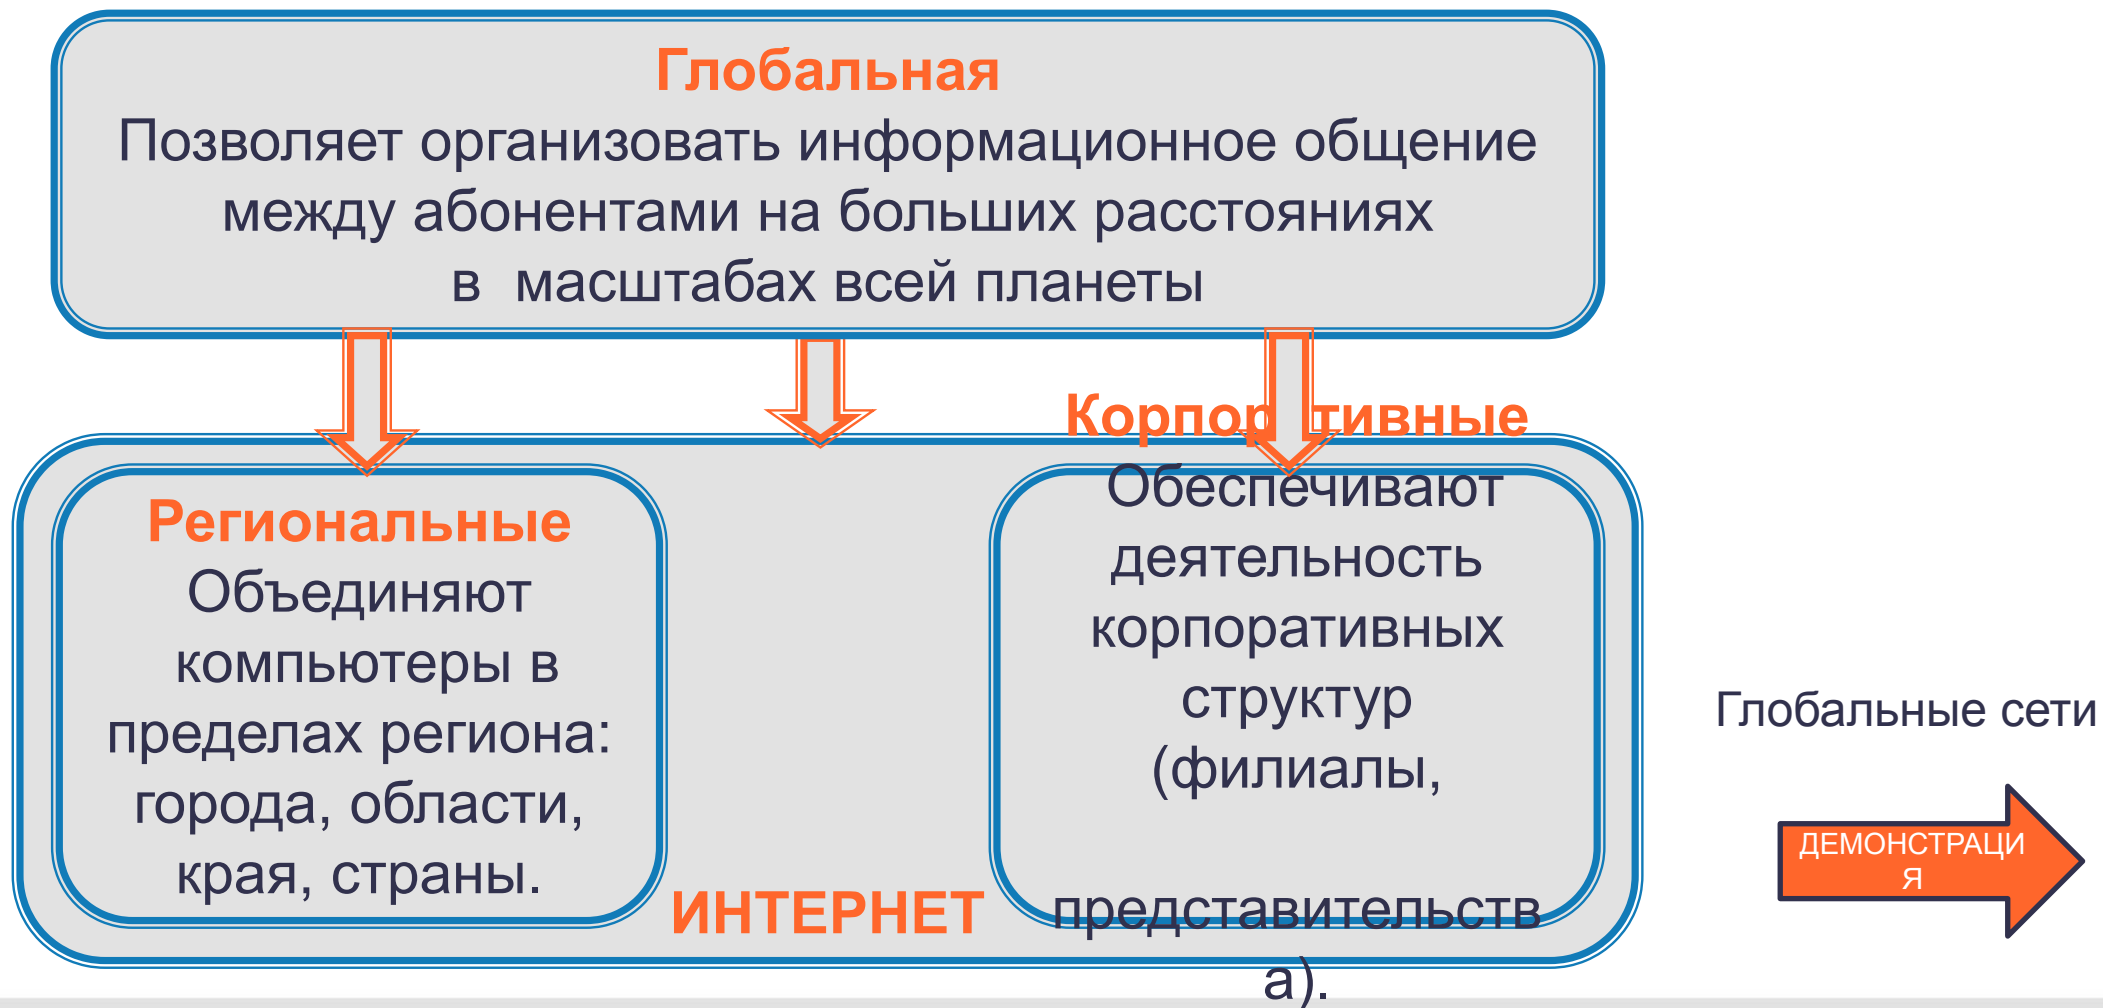 Глобальная
Позволяет организовать информационное общение
между абонентами на больших расстояниях
в масштабах всей планеты
Региональные
Объединяют
компьютеры в
пределах региона:
города, области,
края, страны.
ИНТЕРНЕТ
Корпоративные
Обеспечивают
деятельность
корпоративных
структур
(филиалы,
представительств
а).
Глобальные сети
ДЕМОНСТРАЦИ
Я